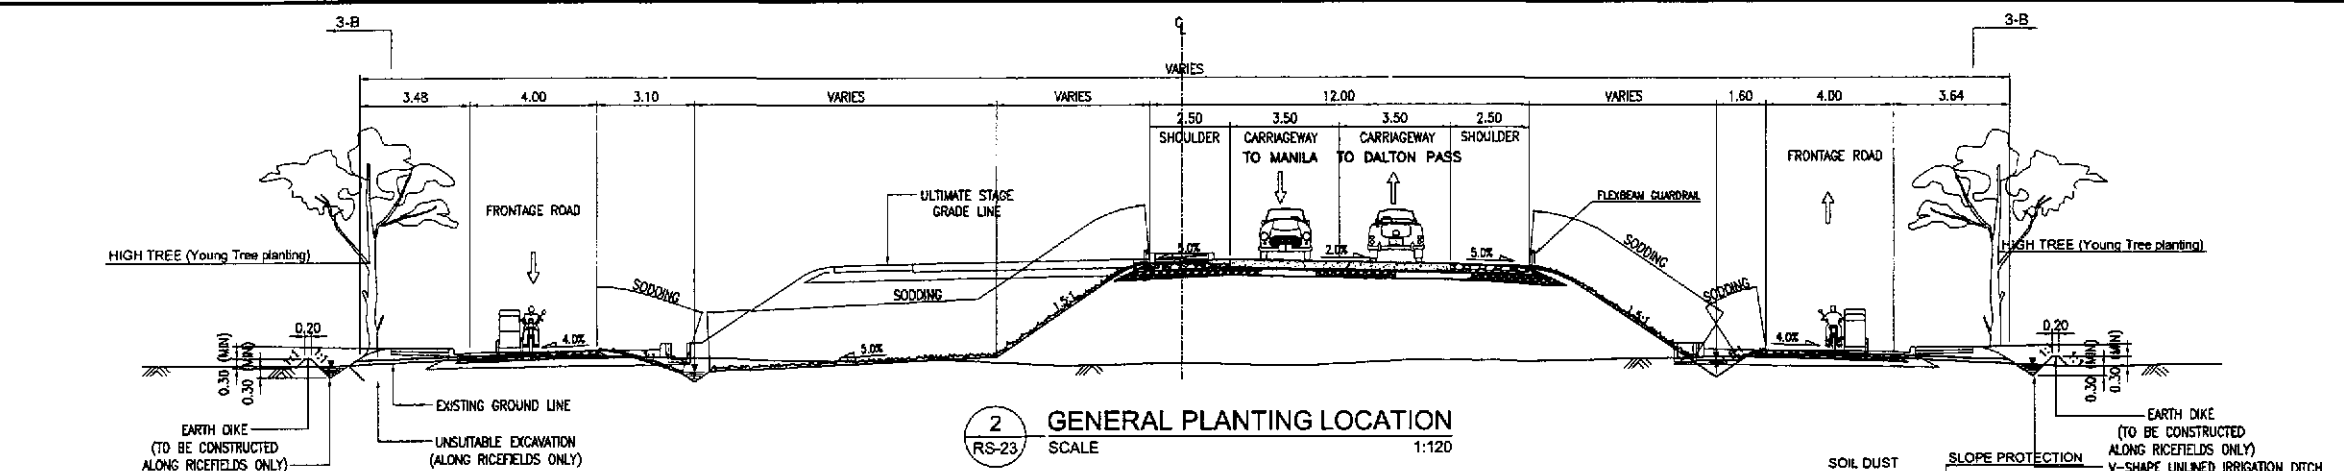 3-B
℄
3-B
VARIES
3.48
4.00
3.10
VARIES
VARIES
12.00
VARIES
1.60
4.00
3.64
2.50
3.50
3.50
2.50
SHOULDER
CARRIAGEWAY
TO MANILA
CARRIAGEWAY
TO DALTON PASS
SHOULDER
FRONTAGE ROAD
FRONTAGE ROAD
ULTIMATE STAGE
GRADE LINE
FLEXBEAM GUARDRAIL
HIGH TREE (Young Tree planting)
HIGH TREE (Young Tree planting)
SODDING
SODDING
SODDING
SODDING
5.0%
2.0%
5.0%
1.5:1
1.5:1
4.0%
5.0%
4.0%
0.20
1:1
1:1
0.30 (MIN)
0.30 (MIN)
0.20
0.30 (MIN)
0.30 (MIN)
EXISTING GROUND LINE
EARTH DIKE
(TO BE CONSTRUCTED
ALONG RICEFIELDS ONLY)
UNSUITABLE EXCAVATION
(ALONG RICEFIELDS ONLY)
2
RS-23
GENERAL PLANTING LOCATION
SCALE 1:120
EARTH DIKE
(TO BE CONSTRUCTED
ALONG RICEFIELDS ONLY)
V-SHAPE UNLINED IRRIGATION DITCH
SOIL DUST
SLOPE PROTECTION